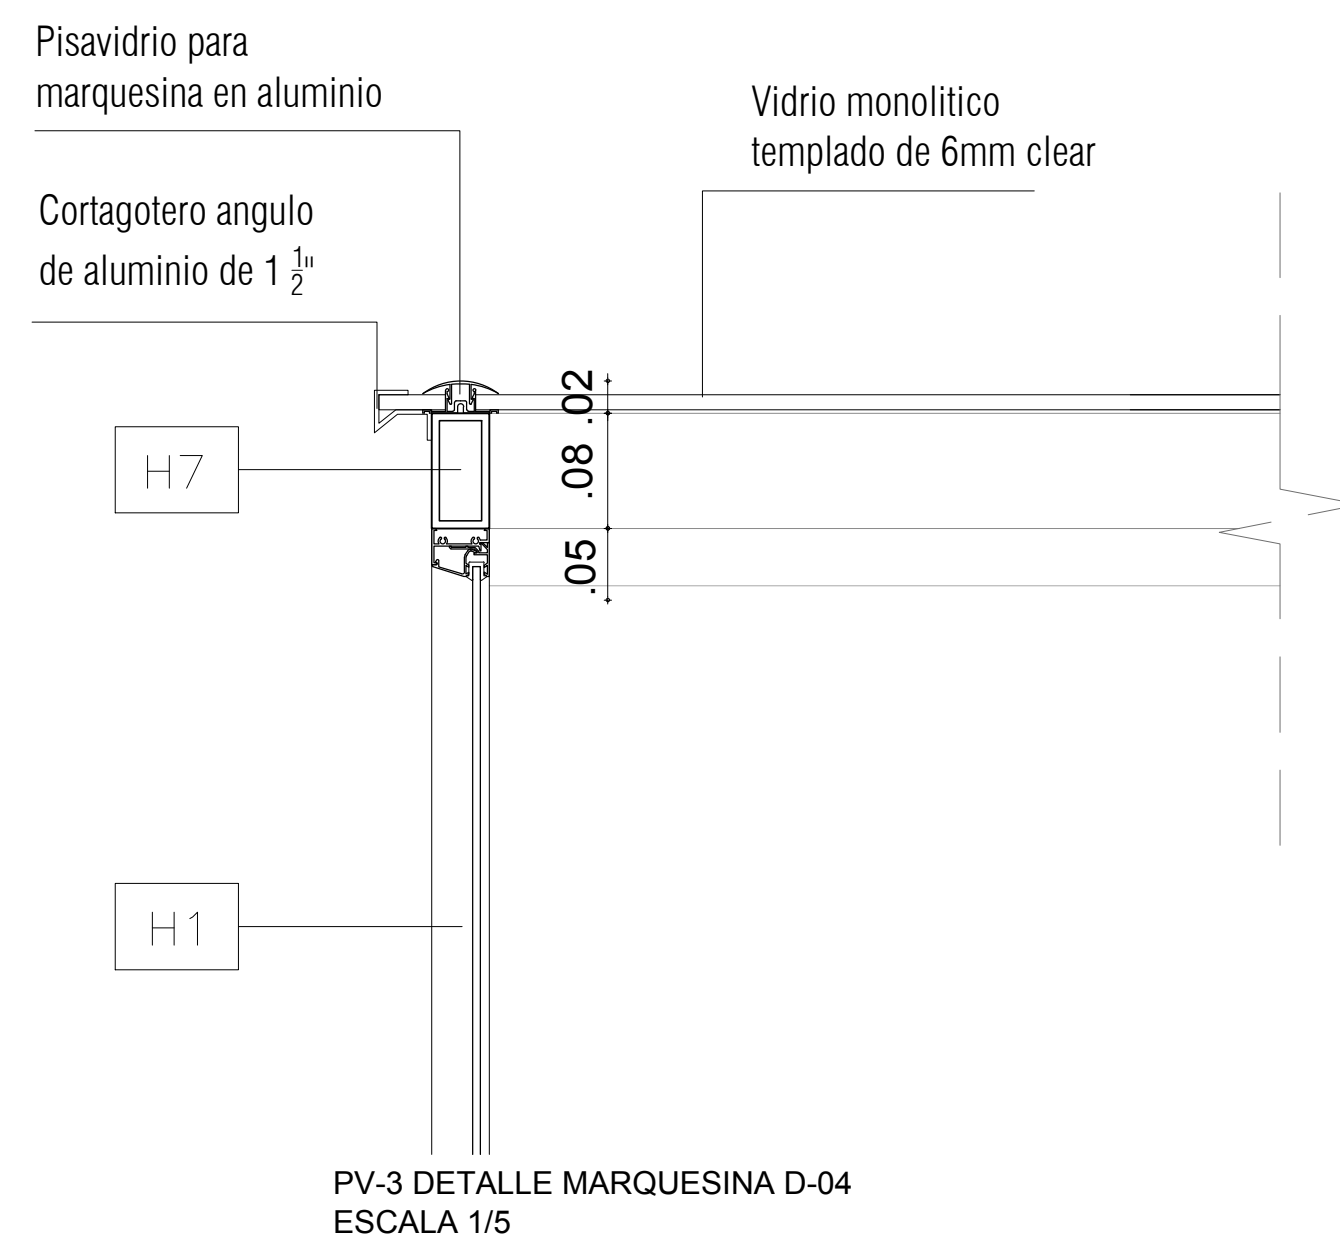 Pisavidrio para
marquesina en aluminio
Vidrio monolitico
templado de 6mm clear
Cortagotero angulo
de aluminio de 1 1/2"
.02
.08
.05
H7
H1
PV-3 DETALLE MARQUESINA D-04
ESCALA 1/5